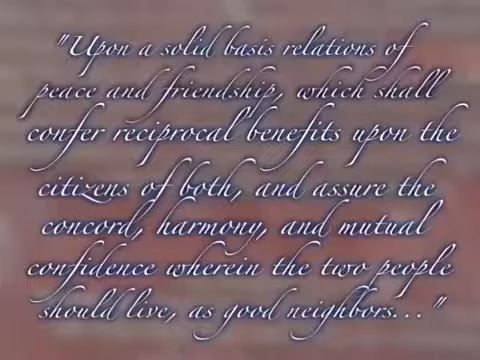 "Upon a solid basis relations of
peace and friendship, which shall
confer reciprocal benefits upon the
citizens of both, and assure the
concord, harmony, and mutual
confidence wherein the two people
should live, as good neighbors..."